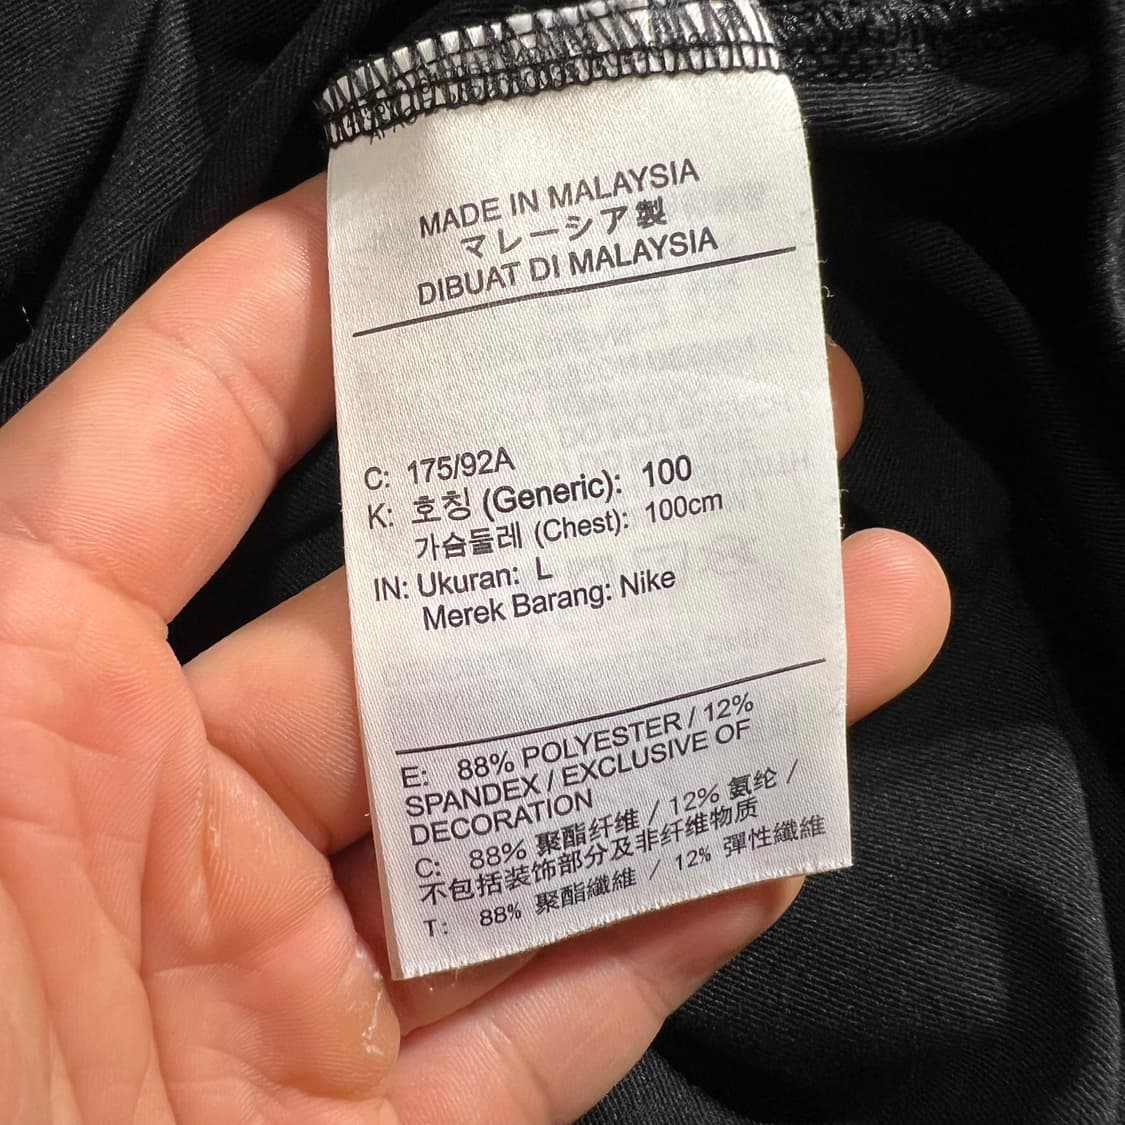 MADE IN MALAYSIA
マレーシア製
DIBUAT DI MALAYSIA
C: 175/92A
K: 호칭 (Generic): 100
가슴둘레 (Chest): 100cm
IN: Ukuran: L
Merek Barang: Nike
E: 88% POLYESTER / 12%
SPANDEX / EXCLUSIVE OF
DECORATION
C: 88% 聚酯纤维 / 12% 氨纶 /
不包括装饰部分及非纤维物质
T: 88% 聚酯纖維 / 12% 彈性纖維